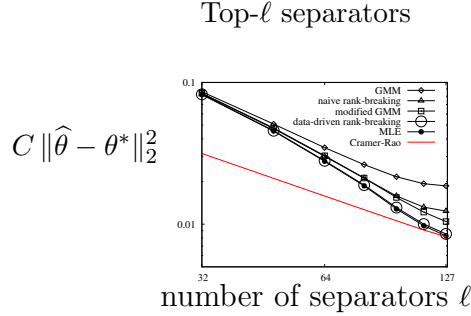 Top-ℓ separators
0.1
GMM
naive rank-breaking
modified GMM
data-driven rank-breaking
MLE
Cramer-Rao
C ‖θ̂ − θ*‖₂²
0.01
32
64
127
number of separators ℓ